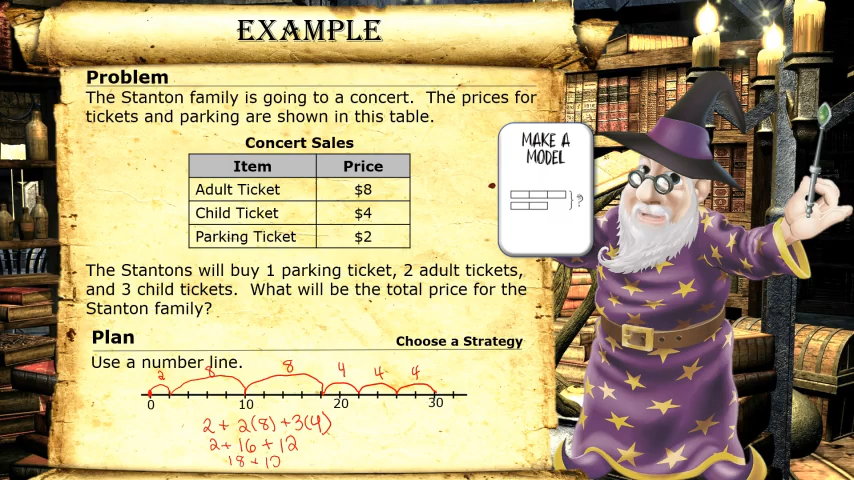 EXAMPLE
Problem
The Stanton family is going to a concert. The prices for
tickets and parking are shown in this table.
Concert Sales
Item Price
Adult Ticket $8
Child Ticket $4
Parking Ticket $2
MAKE A
MODEL
?
The Stantons will buy 1 parking ticket, 2 adult tickets,
and 3 child tickets. What will be the total price for the
Stanton family?
Plan
Choose a Strategy
Use a number line.
2 8 8 4 4 4
0 10 20 30
2 + 2(8) + 3(4)
2 + 16 + 12
18 + 12